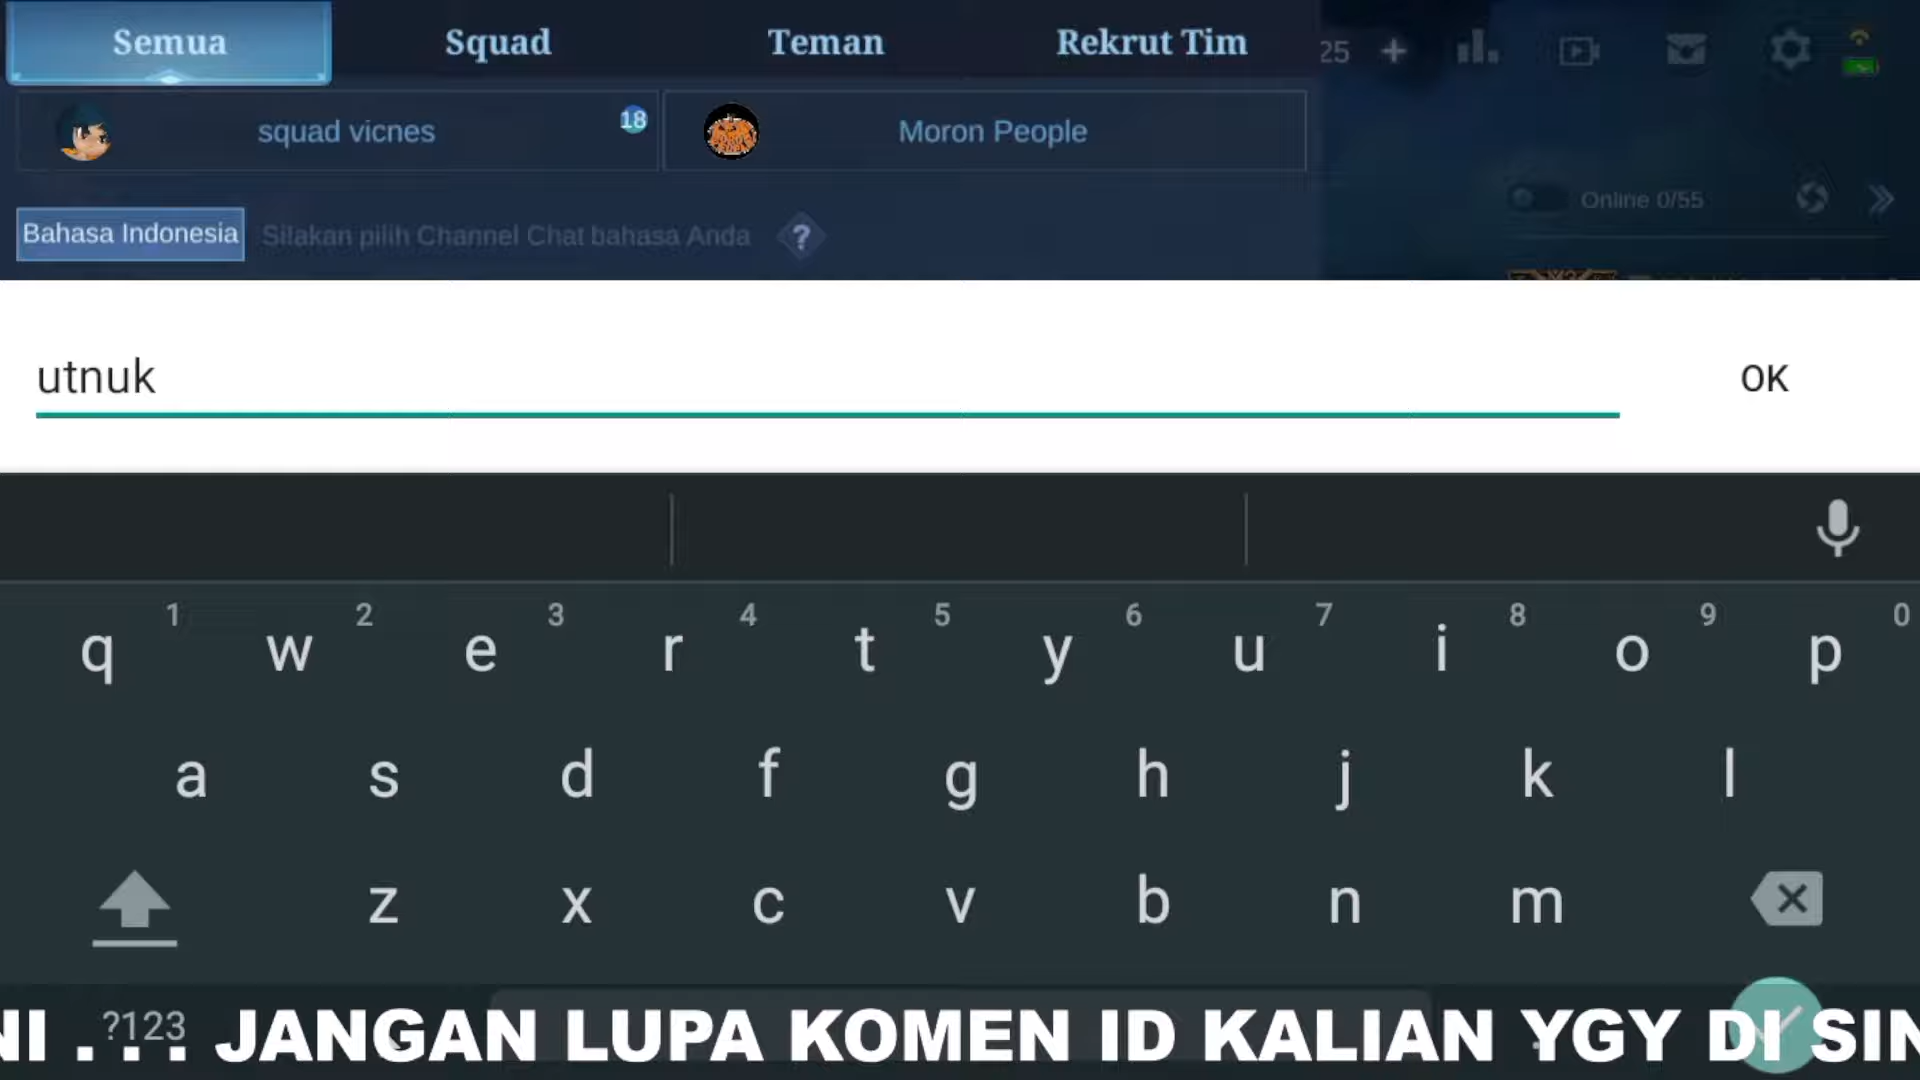 Semua Squad Teman Rekrut Tim 25 +
squad vicnes 18 Moron People
Online 0/55
Bahasa Indonesia Silakan pilih Channel Chat bahasa Anda ?
utnuk OK
1 2 3 4 5 6 7 8 9 0
q w e r t y u i o p
a s d f g h j k l
z x c v b n m
?123
NI . . . JANGAN LUPA KOMEN ID KALIAN YGY DI SIN